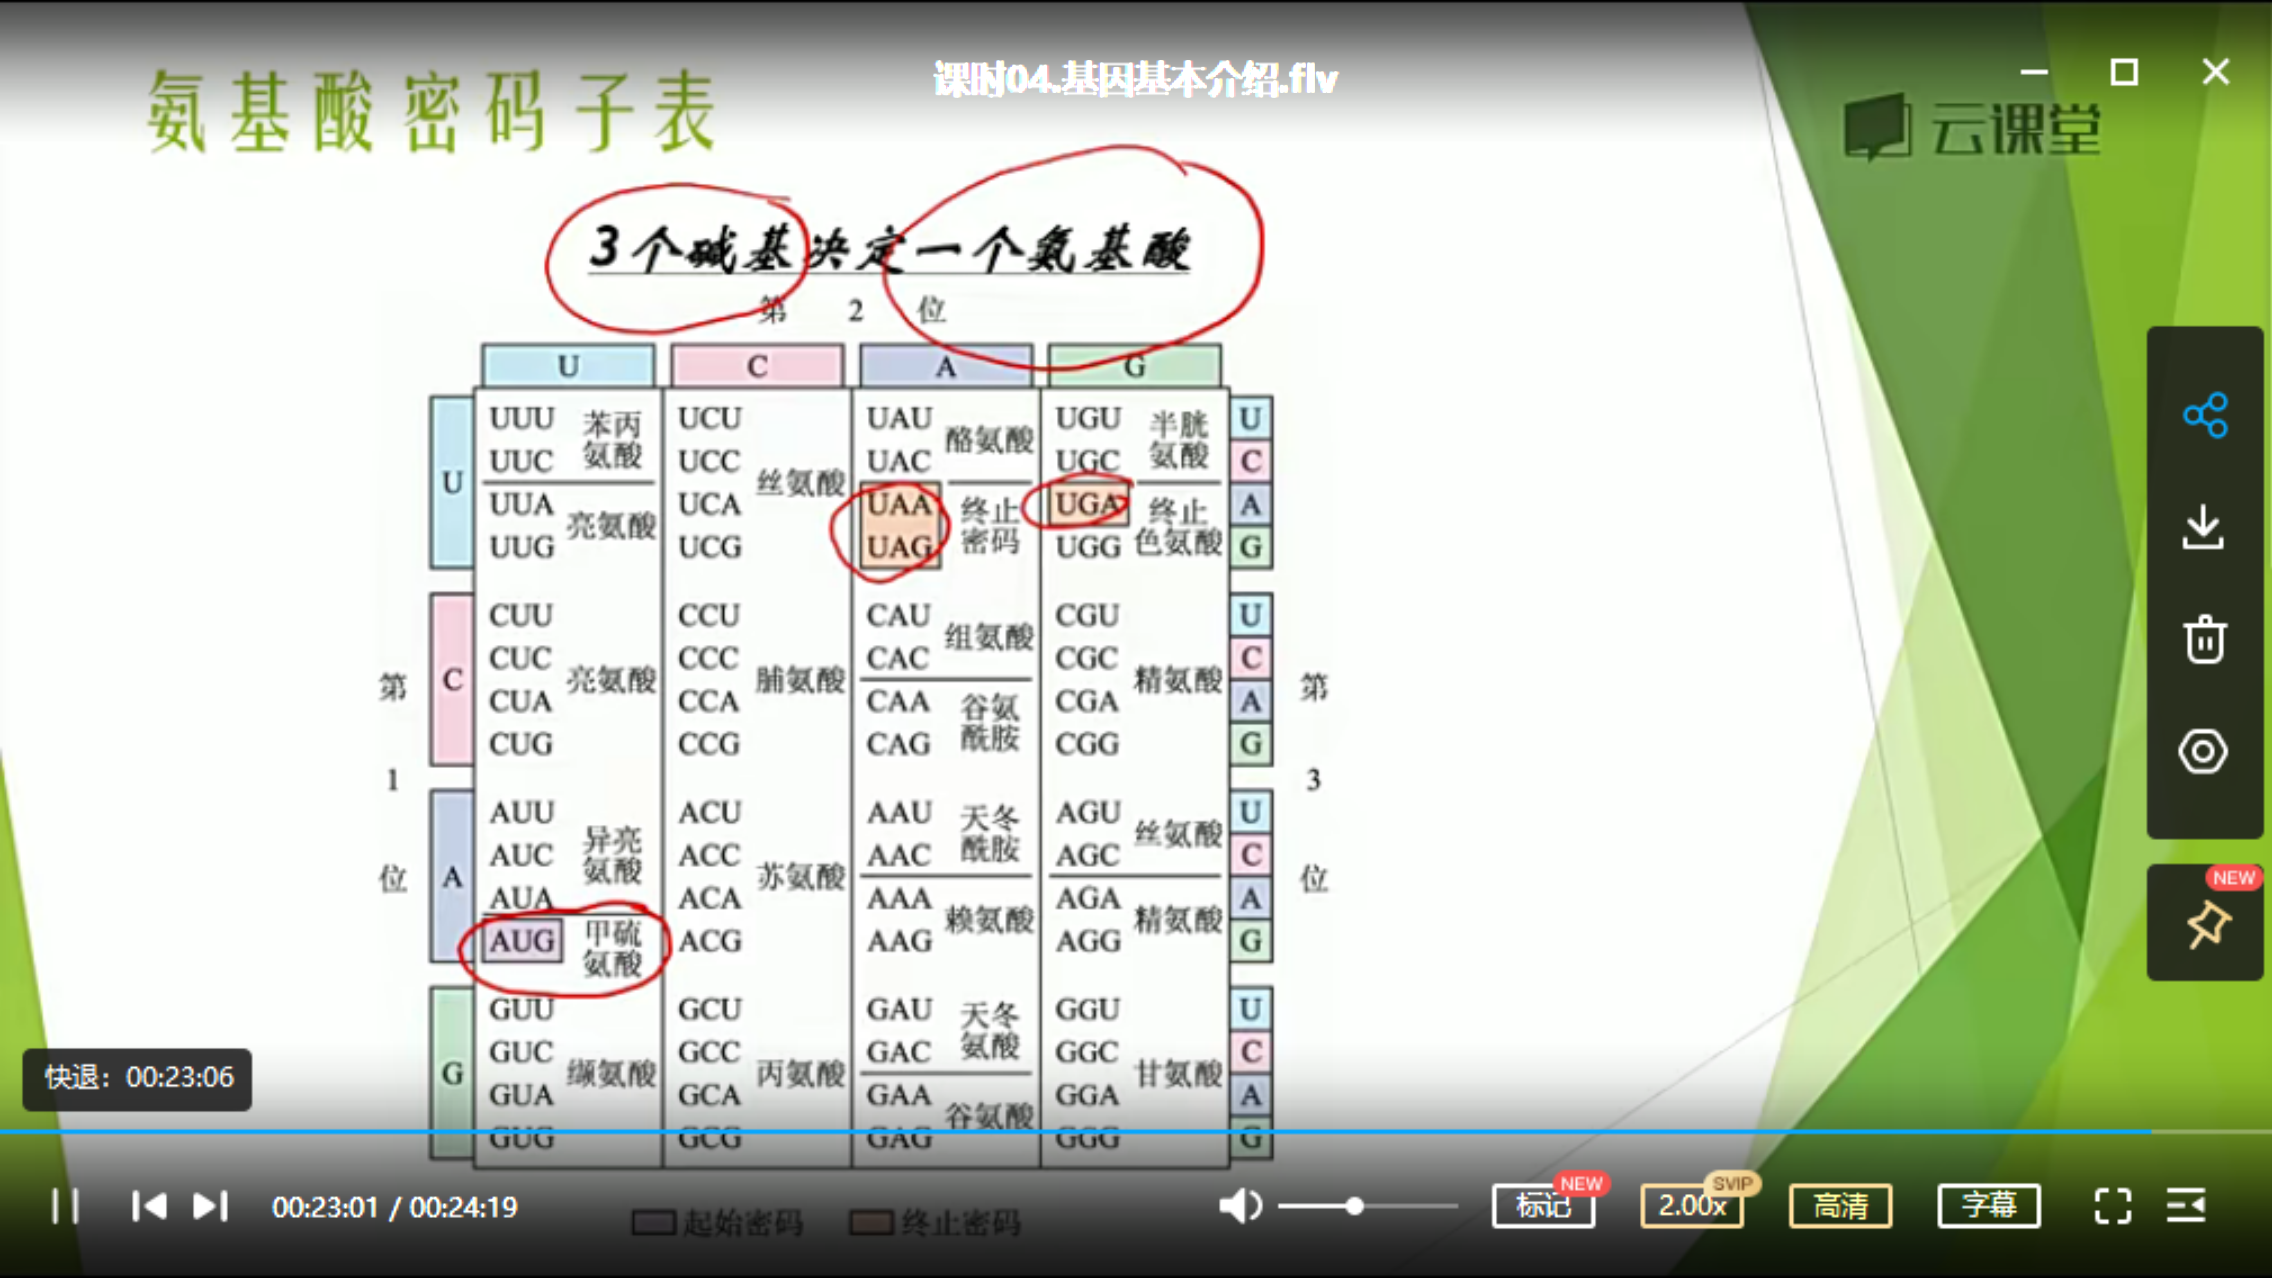 课时04.基因基本介绍.flv
氨基酸密码子表
云课堂
3个碱基决定一个氨基酸
第 2 位
U C A G
UUU 苯丙 UCU UAU UGU 半胱 U
UUC 氨酸 UCC UAC 酪氨酸 UGC 氨酸 C
U 丝氨酸
UUA UCA UAA 终止 UGA 终止 A
UUG 亮氨酸 UCG UAG 密码 UGG 色氨酸 G
CUU CCU CAU CGU U
CUC CCC CAC 组氨酸 CGC C
第 C 亮氨酸 脯氨酸 精氨酸 第
CUA CCA CAA 谷氨 CGA A
CUG CCG CAG 酰胺 CGG G
1 3
AUU ACU AAU 天冬 AGU U
AUC 异亮 ACC AAC 酰胺 AGC 丝氨酸 C
位 A 氨酸 苏氨酸 位
AUA ACA AAA AGA A
AUG 甲硫 ACG AAG 赖氨酸 AGG 精氨酸 G
氨酸
GUU GCU GAU 天冬 GGU U
GUC GCC GAC 氨酸 GGC C
G 缬氨酸 丙氨酸 甘氨酸
GUA GCA GAA GGA A
GUG GCG GAG 谷氨酸 GGG G
起始密码 终止密码
快退：00:23:06
00:23:01 / 00:24:19
标记 NEW
2.00x SVIP
高清
字幕
NEW